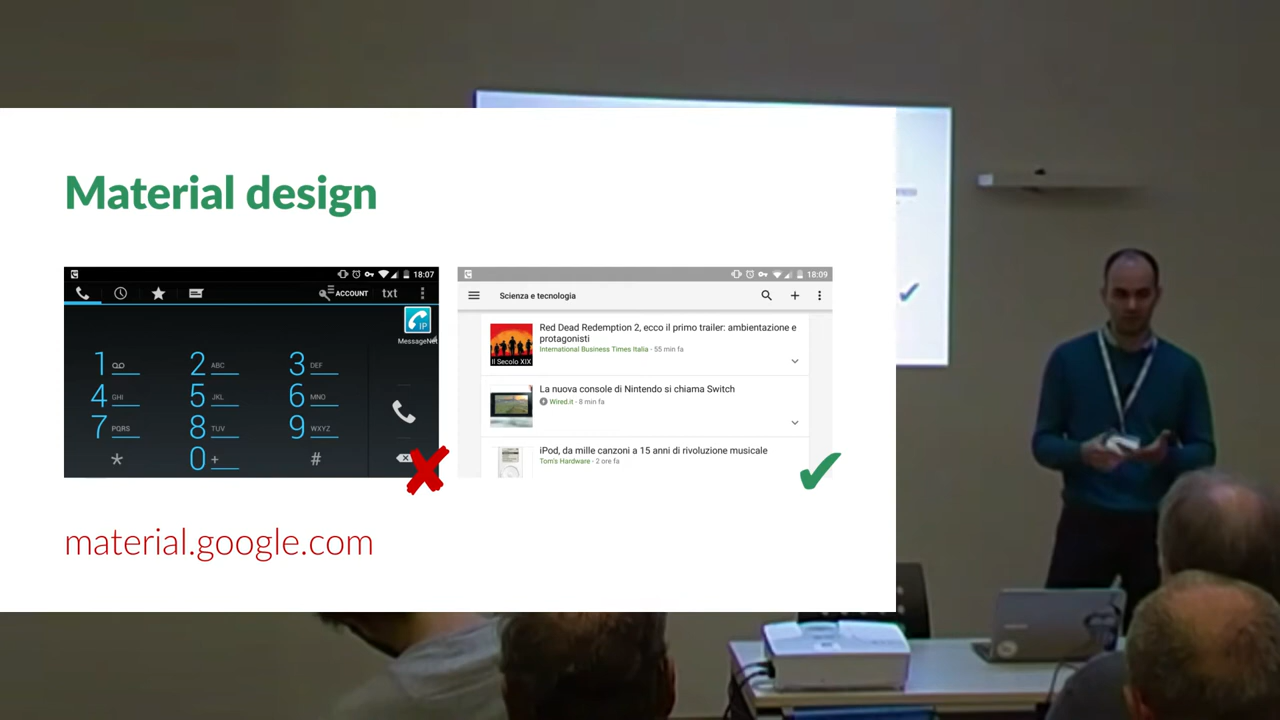 Material design
18:07
ACCOUNT txt
IP
MessageNet
1 2 ABC 3 DEF
4 GHI 5 JKL 6 MNO
7 PQRS 8 TUV 9 WXYZ
* 0 + #
18:09
Scienza e tecnologia
Red Dead Redemption 2, ecco il primo trailer: ambientazione e
protagonisti
International Business Times Italia - 55 min fa
Il Secolo XIX
La nuova console di Nintendo si chiama Switch
Wired.it - 8 min fa
iPod, da mille canzoni a 15 anni di rivoluzione musicale
Tom's Hardware - 2 ore fa
material.google.com